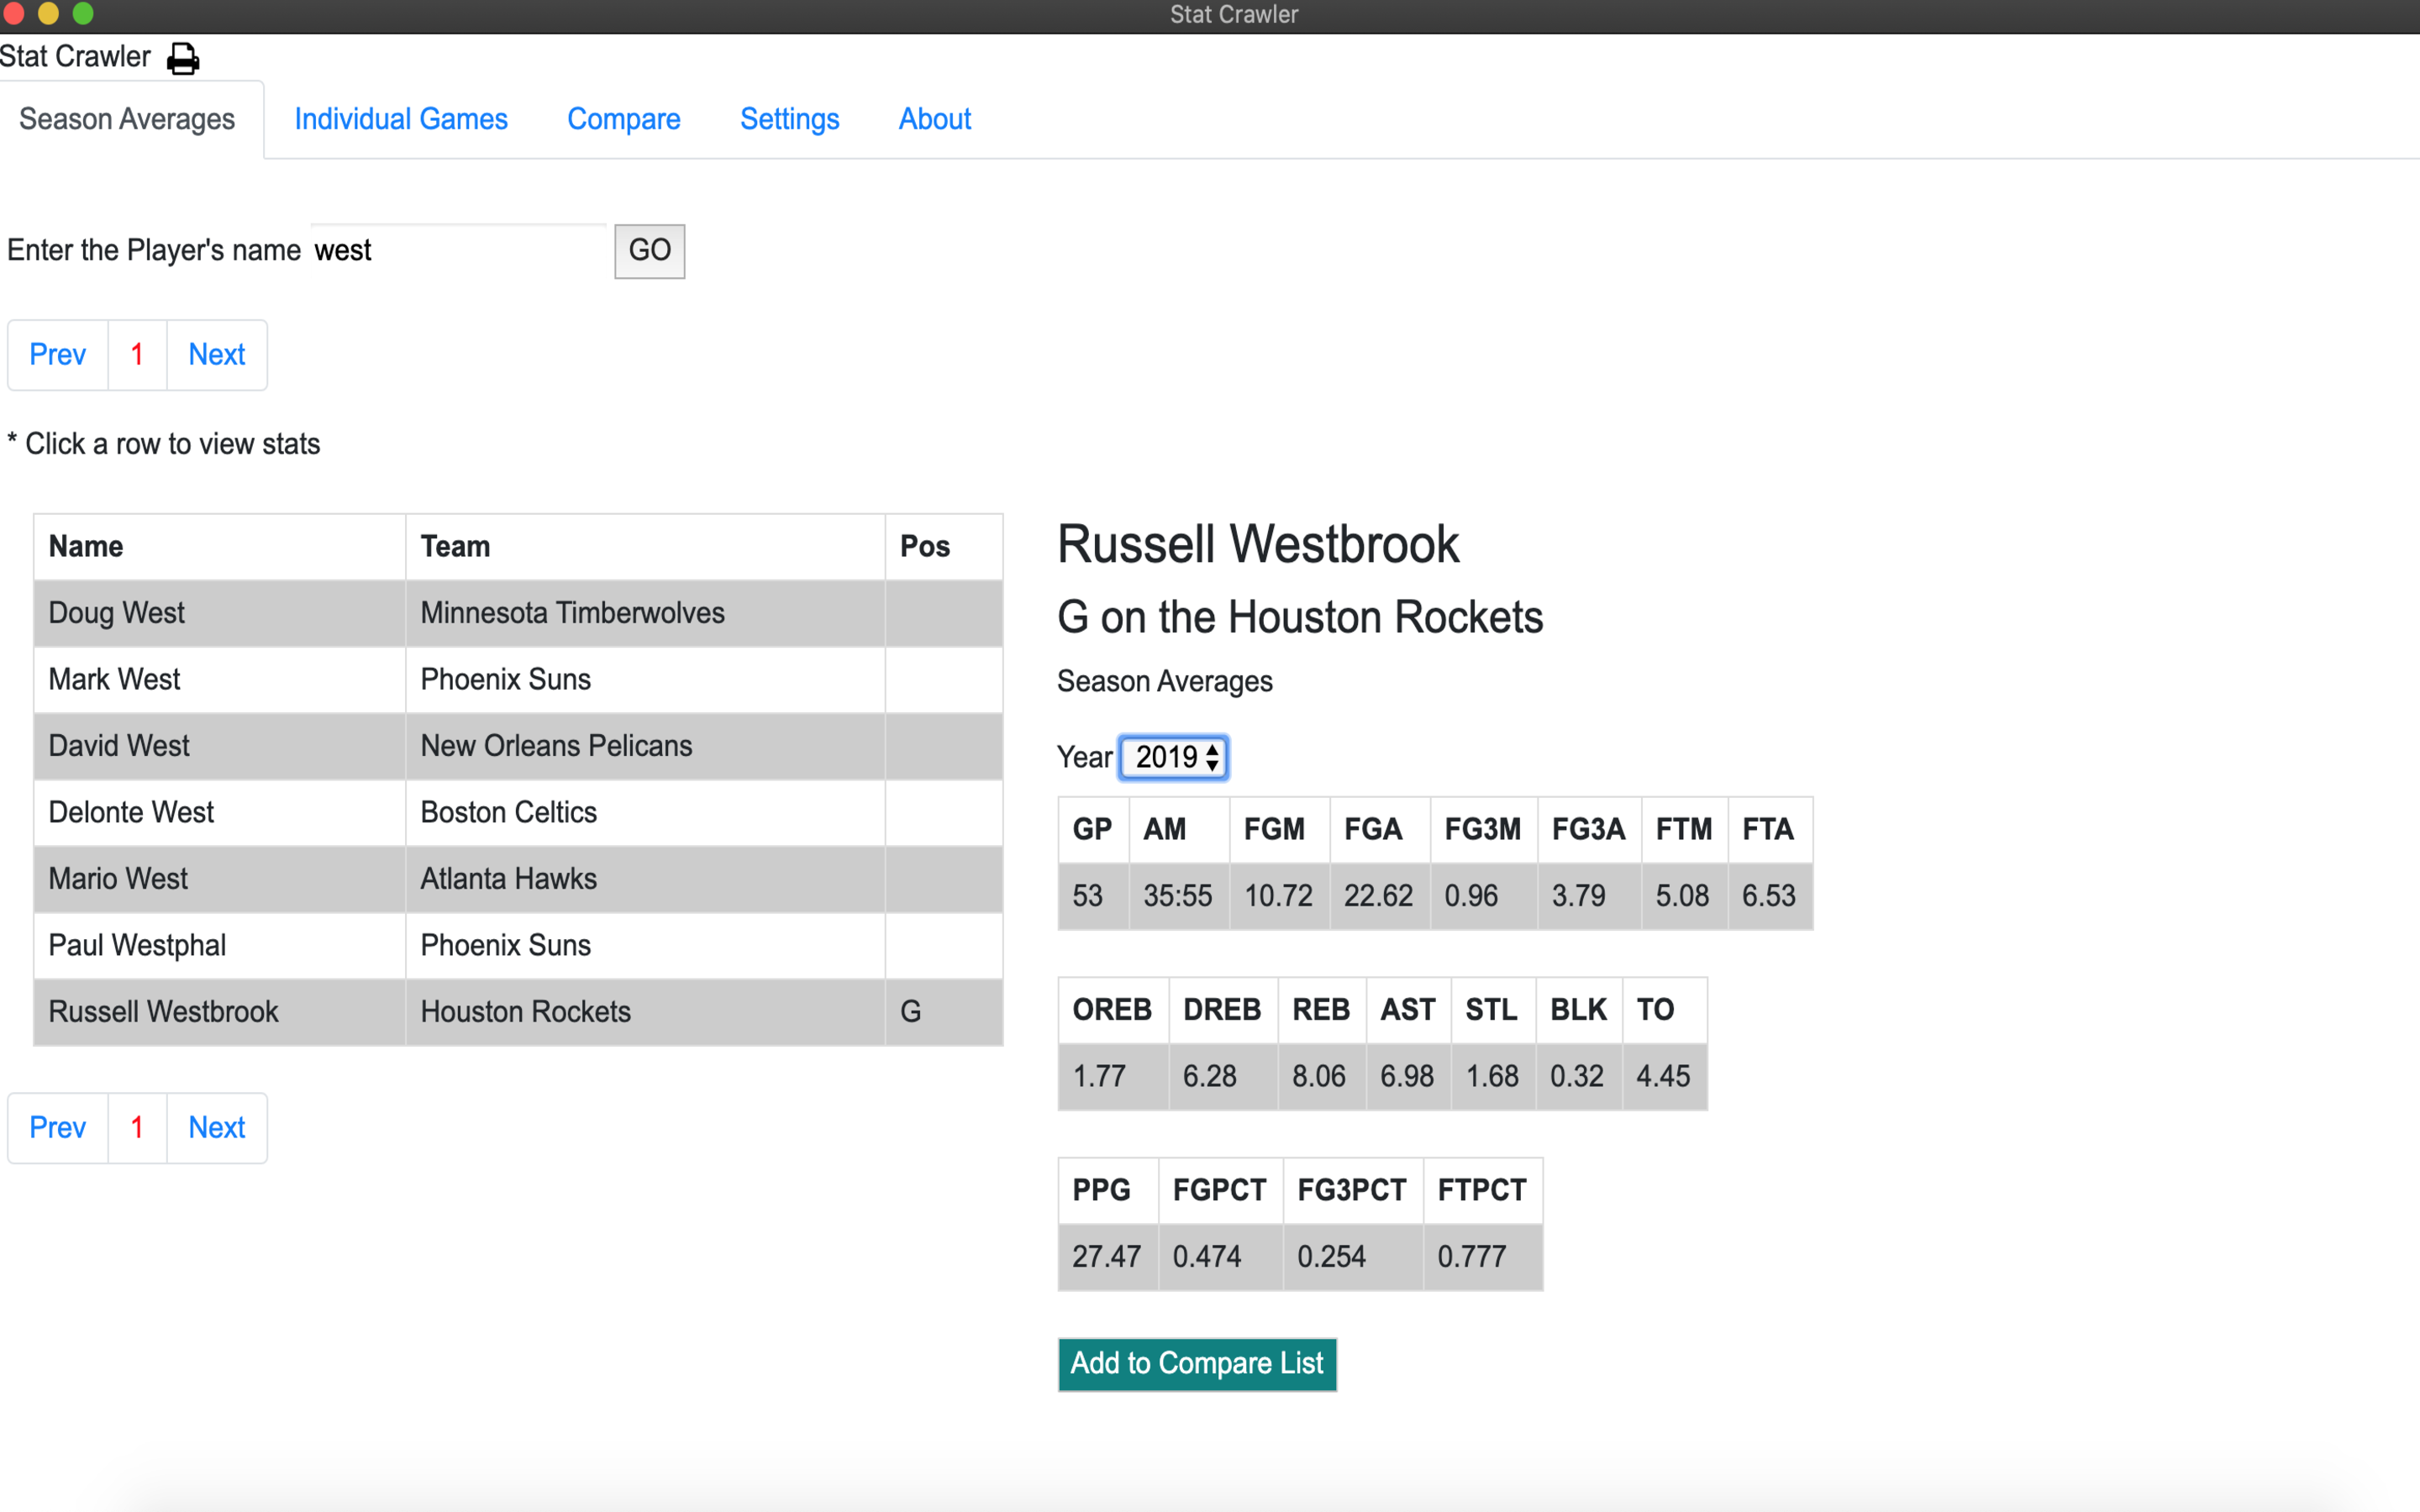 Stat Crawler
Stat Crawler
Season Averages Individual Games Compare Settings About
Enter the Player's name west GO
Prev 1 Next
* Click a row to view stats
Name Team Pos
Doug West Minnesota Timberwolves
Mark West Phoenix Suns
David West New Orleans Pelicans
Delonte West Boston Celtics
Mario West Atlanta Hawks
Paul Westphal Phoenix Suns
Russell Westbrook Houston Rockets G
Prev 1 Next
Russell Westbrook
G on the Houston Rockets
Season Averages
Year 2019
GP AM FGM FGA FG3M FG3A FTM FTA
53 35:55 10.72 22.62 0.96 3.79 5.08 6.53
OREB DREB REB AST STL BLK TO
1.77 6.28 8.06 6.98 1.68 0.32 4.45
PPG FGPCT FG3PCT FTPCT
27.47 0.474 0.254 0.777
Add to Compare List